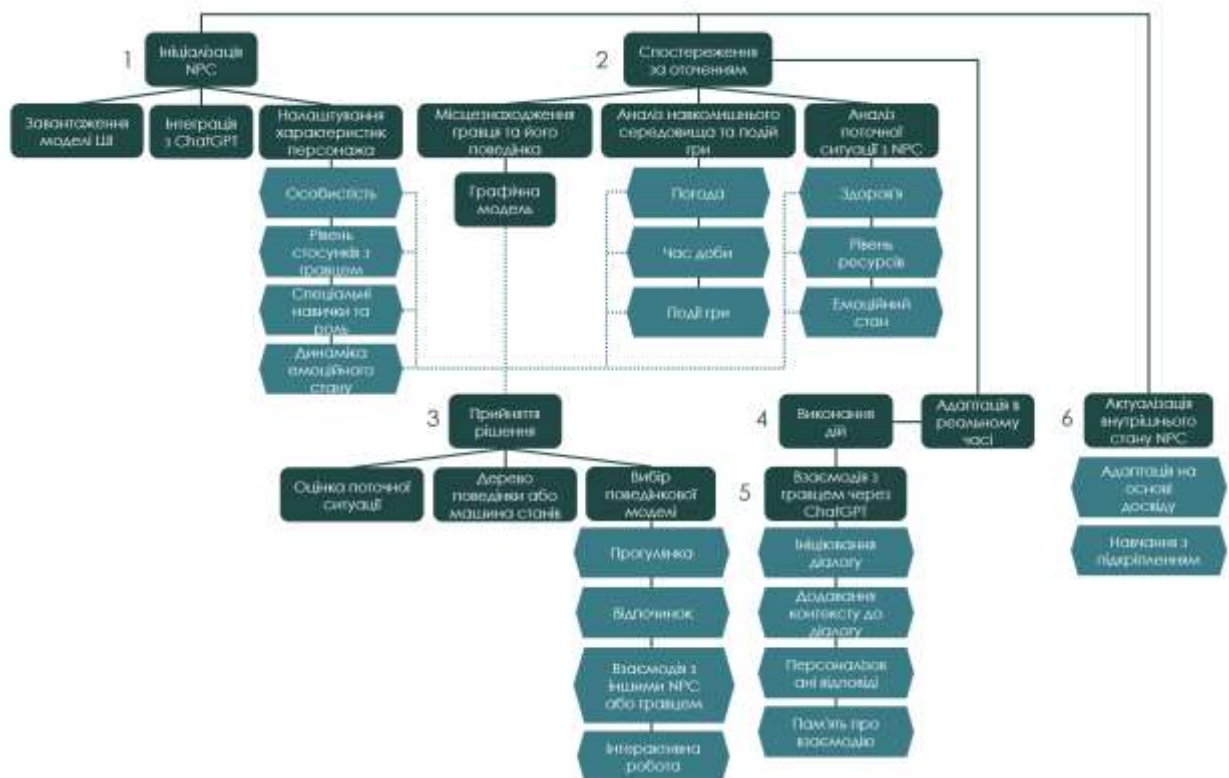 1
Ініціалізація
NPC
2
Спостереження
за оточенням
Завантаження
моделі ШІ
Інтеграція
з ChatGPT
Налаштування
характеристик
персонажа
Місцезнаходження
гравця та його
поведінка
Аналіз навколишнього
середовища та подій
гри
Аналіз
поточної
ситуації з NPC
Особистість
Рівень
стосунків з
гравцем
Спеціальні
навички та
роль
Динаміка
емоційного
стану
Графічна
модель
Погода
Час доби
Події гри
Здоров'я
Рівень
ресурсів
Емоційний
стан
3
Прийняття
рішення
4
Виконання
дій
Адаптація в
реальному
часі
6
Актуалізація
внутрішнього
стану NPC
Оцінка поточної
ситуації
Дерево
поведінки або
машина станів
Вибір
поведінкової
моделі
5
Взаємодія з
гравцем через
ChatGPT
Адаптація на
основі
досвіду
Навчання з
підкріпленням
Прогулянка
Відпочинок
Взаємодія з
іншими NPC
або гравцем
Інтерактивна
робота
Ініціювання
діалогу
Додавання
контексту до
діалогу
Персоналізов
ані відповіді
Пам'ять про
взаємодію